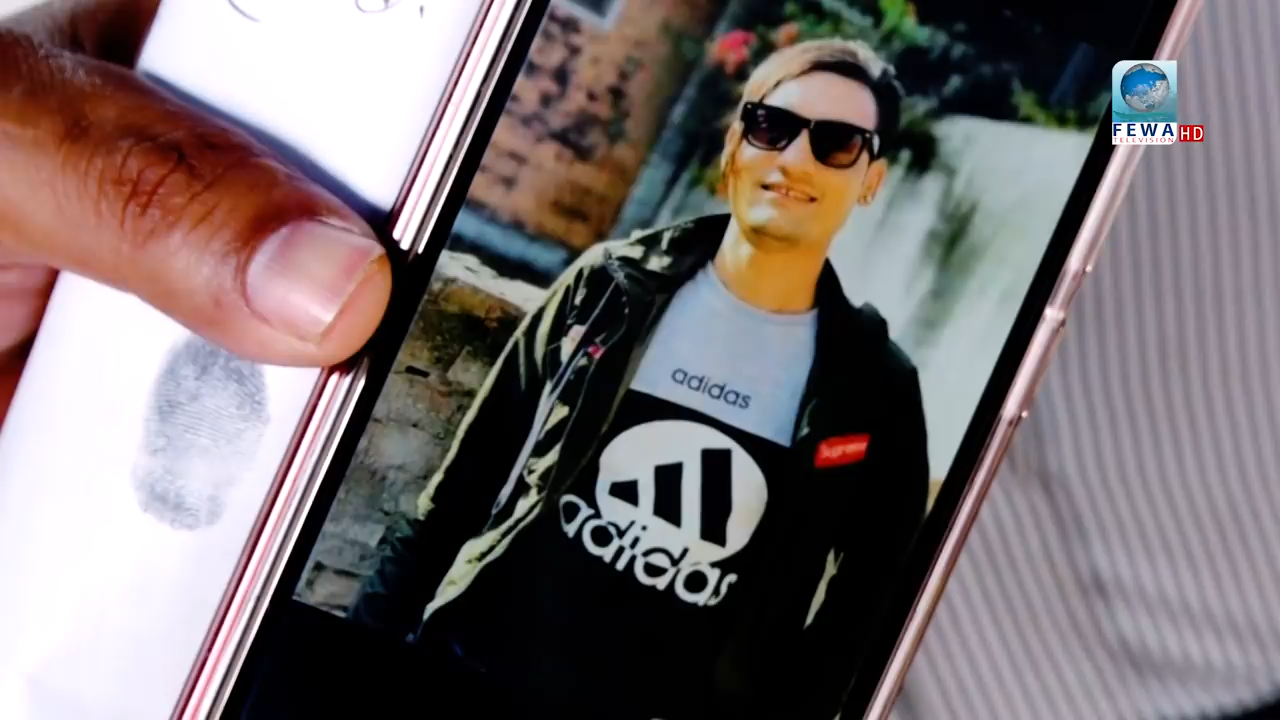 FEWA
TELEVISION HD
adidas
Supreme
adidas